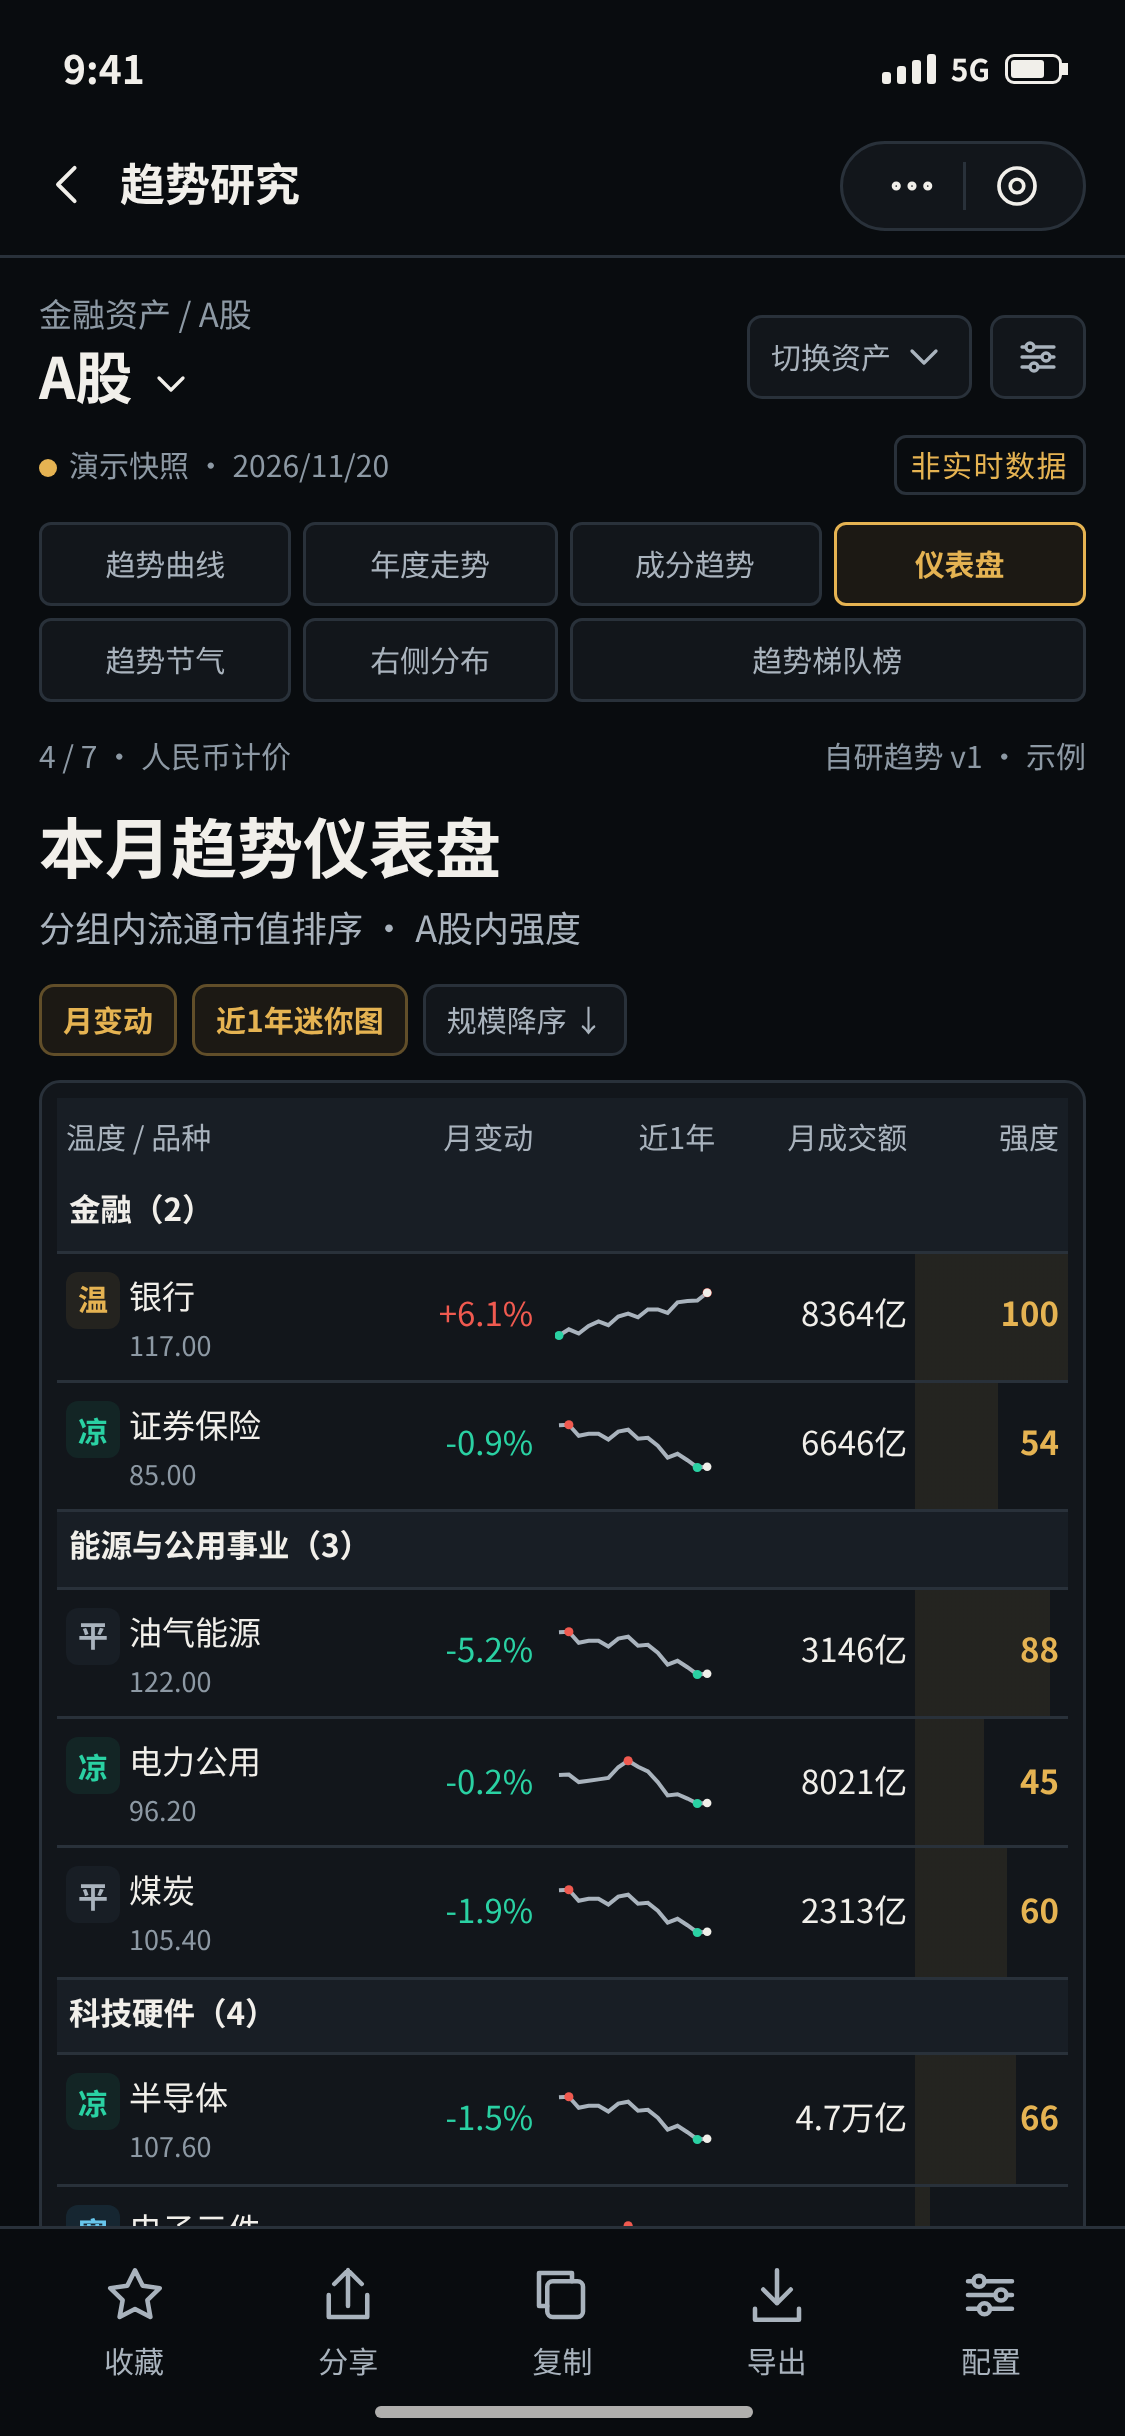 9:41
5G
趋势研究
金融资产 / A股
A股
切换资产
演示快照 · 2026/11/20
非实时数据
趋势曲线 年度走势 成分趋势 仪表盘
趋势节气 右侧分布 趋势梯队榜
4 / 7 · 人民币计价
自研趋势 v1 · 示例
本月趋势仪表盘
分组内流通市值排序 · A股内强度
月变动 近1年迷你图 规模降序 ↓
温度 / 品种 月变动 近1年 月成交额 强度
金融（2）
温 银行 +6.1% 8364亿 100
117.00
凉 证券保险 -0.9% 6646亿 54
85.00
能源与公用事业（3）
平 油气能源 -5.2% 3146亿 88
122.00
凉 电力公用 -0.2% 8021亿 45
96.20
平 煤炭 -1.9% 2313亿 60
105.40
科技硬件（4）
凉 半导体 -1.5% 4.7万亿 66
107.60
收藏 分享 复制 导出 配置